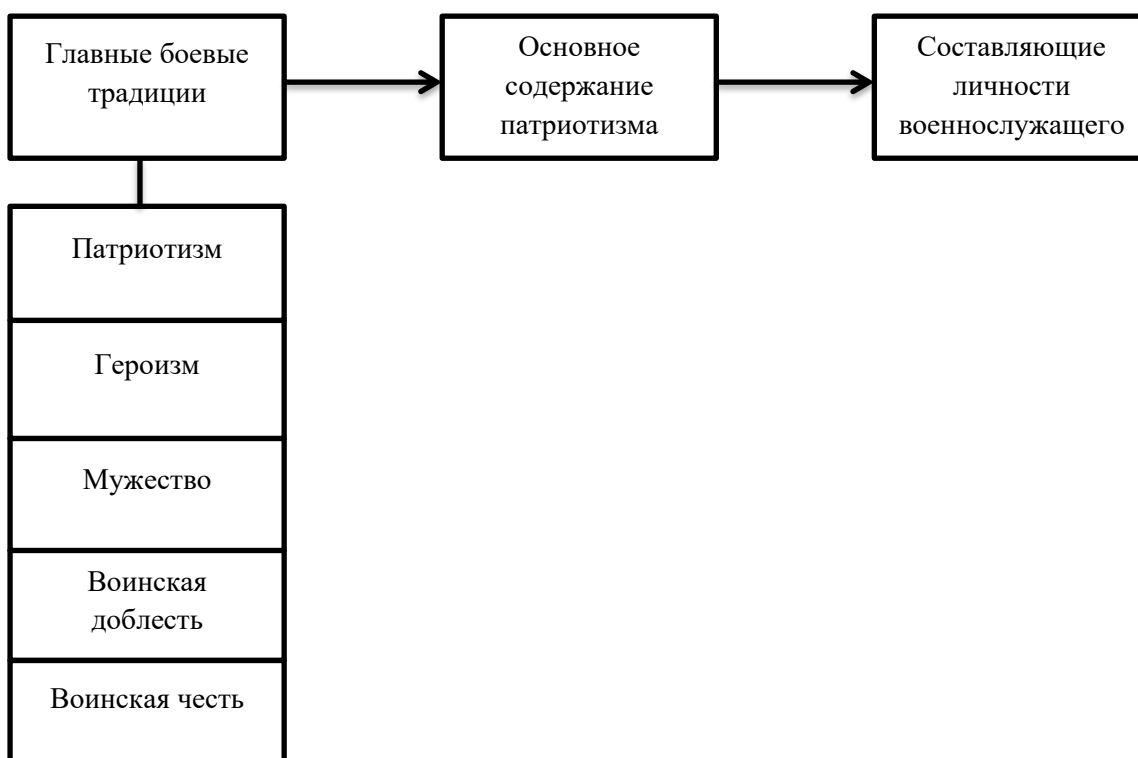 Главные боевые
традиции
Основное
содержание
патриотизма
Составляющие
личности
военнослужащего
Патриотизм
Героизм
Мужество
Воинская
доблесть
Воинская честь